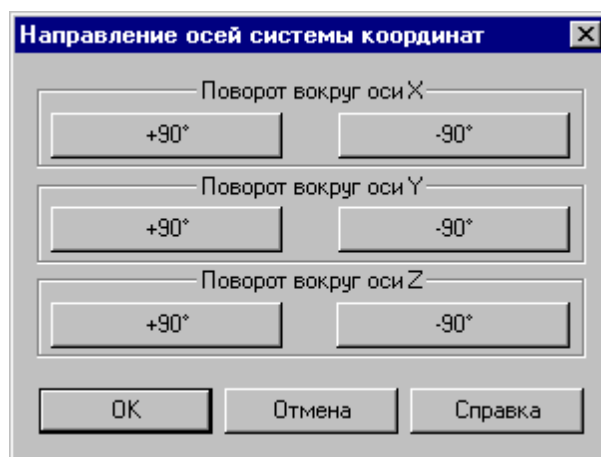 Направление осей системы координат
Поворот вокруг оси X
+90° -90°
Поворот вокруг оси Y
+90° -90°
Поворот вокруг оси Z
+90° -90°
OK Отмена Справка